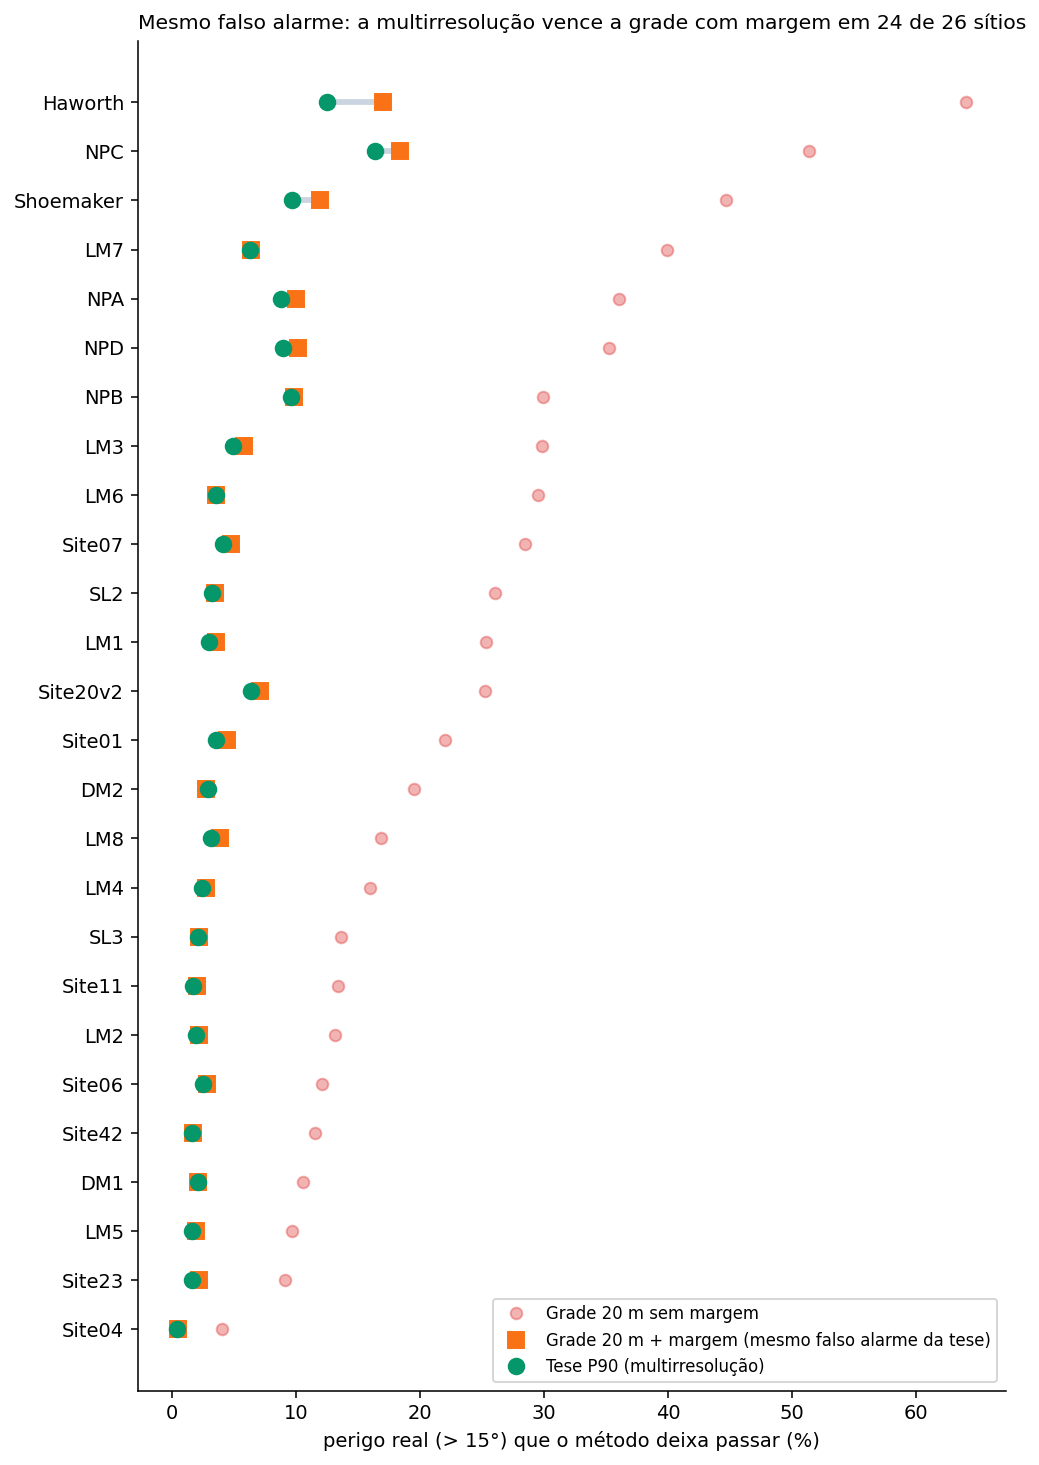 Mesmo falso alarme: a multirresolução vence a grade com margem em 24 de 26 sítios
Haworth
NPC
Shoemaker
LM7
NPA
NPD
NPB
LM3
LM6
Site07
SL2
LM1
Site20v2
Site01
DM2
LM8
LM4
SL3
Site11
LM2
Site06
Site42
DM1
LM5
Site23
Site04
Grade 20 m sem margem
Grade 20 m + margem (mesmo falso alarme da tese)
Tese P90 (multirresolução)
0 10 20 30 40 50 60
perigo real (> 15°) que o método deixa passar (%)